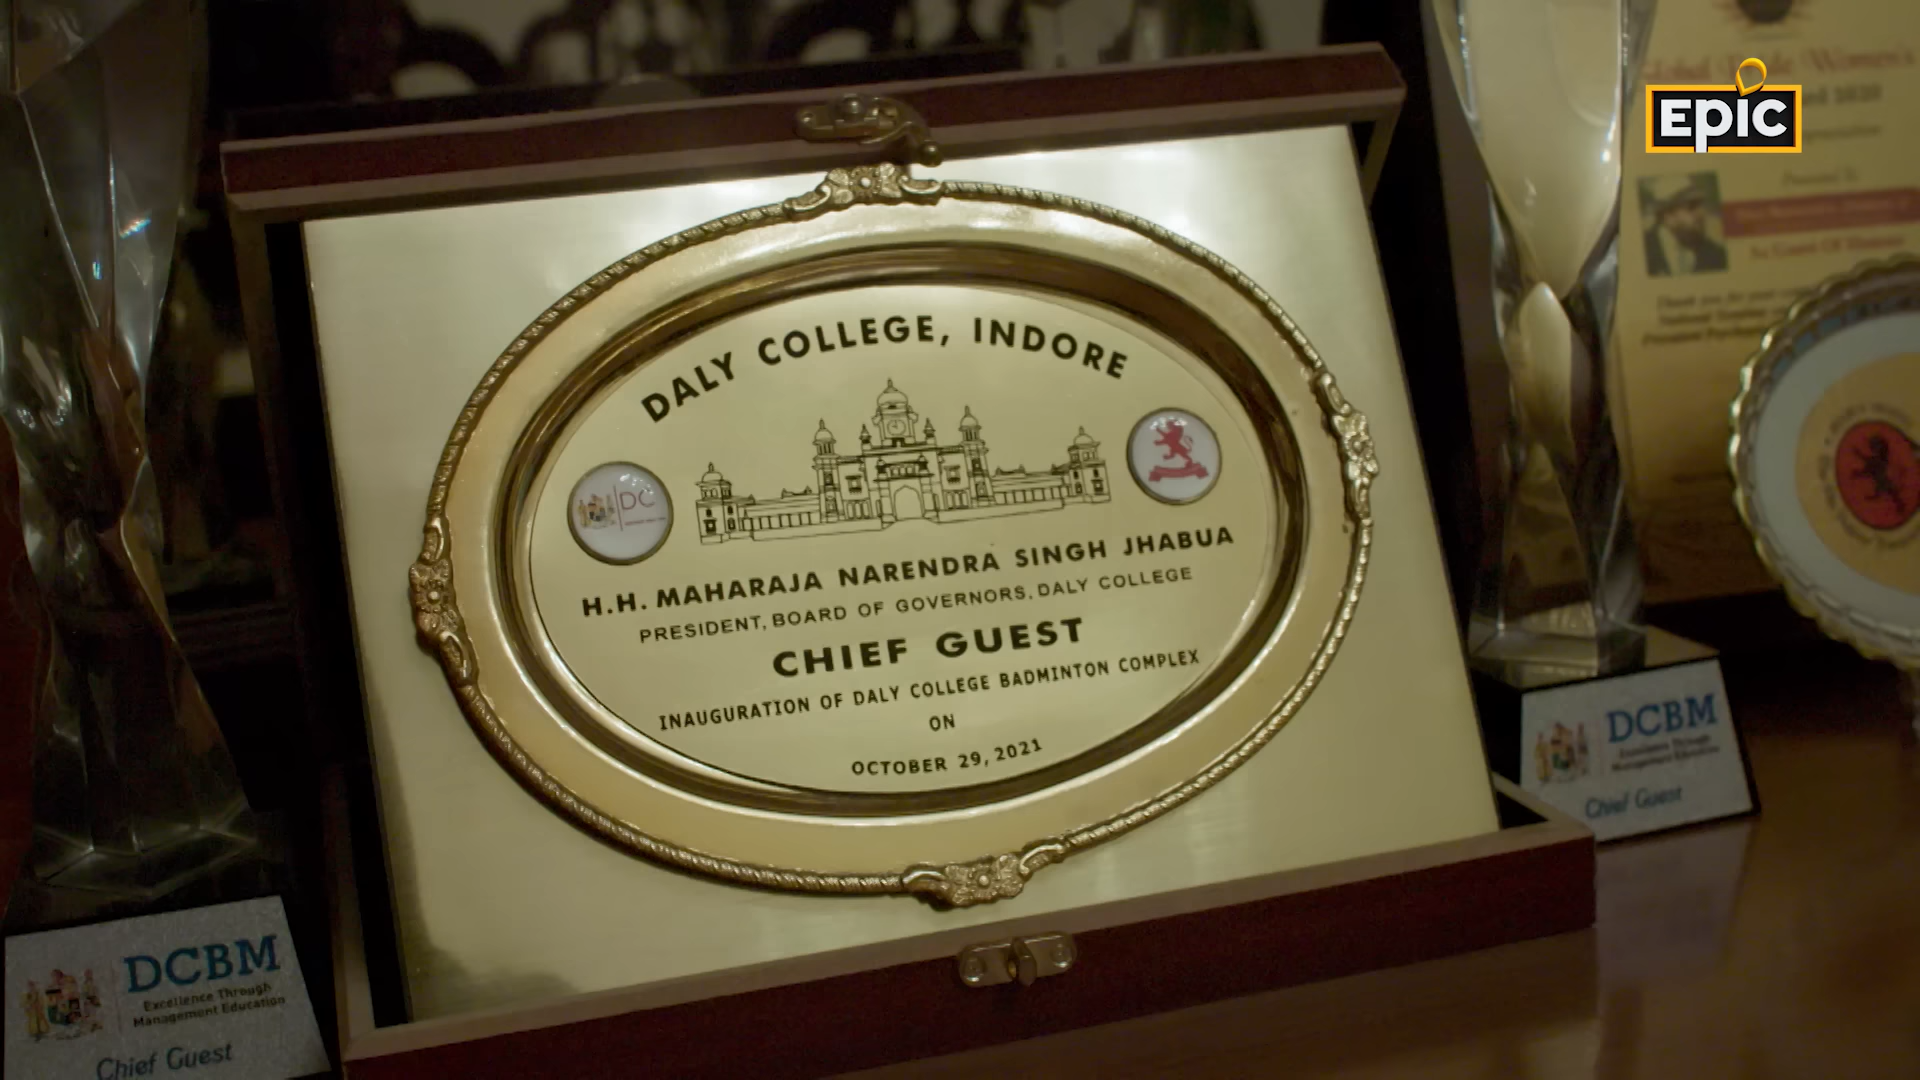 EPIC
DALY COLLEGE, INDORE
DC
H.H. MAHARAJA NARENDRA SINGH JHABUA
PRESIDENT, BOARD OF GOVERNORS, DALY COLLEGE
CHIEF GUEST
INAUGURATION OF DALY COLLEGE BADMINTON COMPLEX
ON
OCTOBER 29, 2021
DCBM
Excellence Through
Management Education
Chief Guest
DCBM
Excellence Through
Management Education
Chief Guest